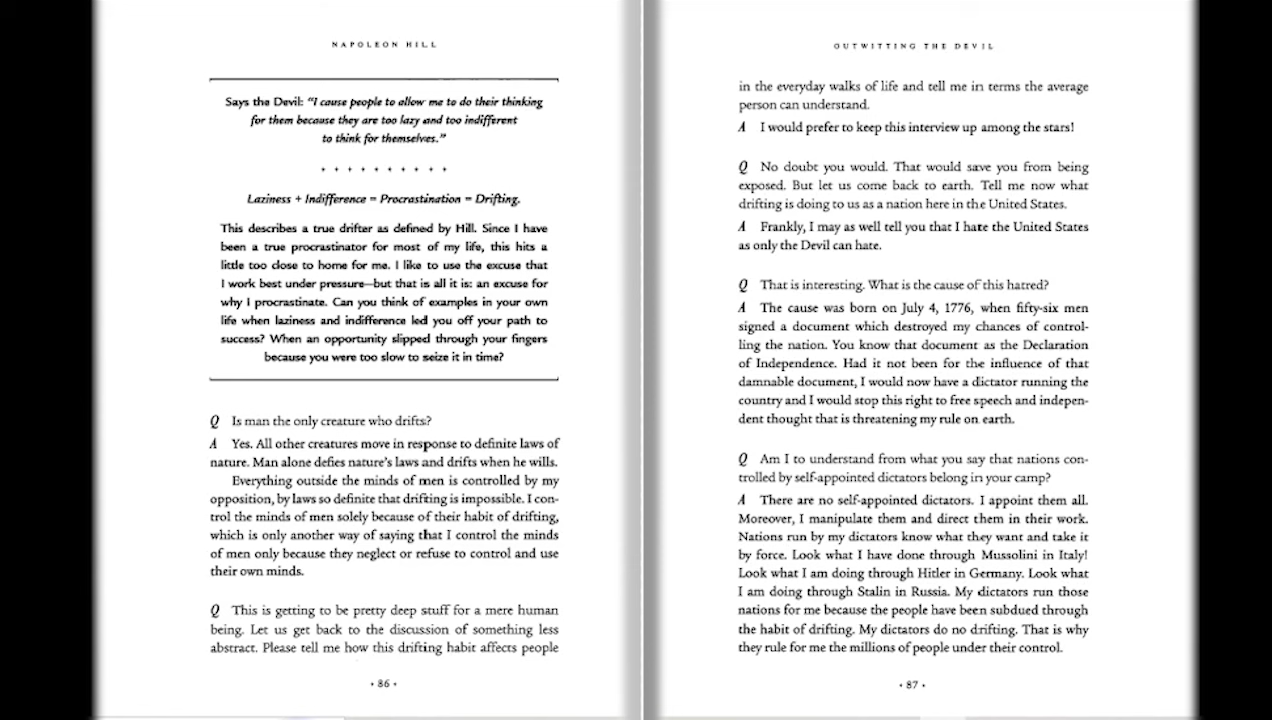 NAPOLEON HILL
Says the Devil: "I cause people to allow me to do their thinking
for them because they are too lazy and too indifferent
to think for themselves."
Laziness + Indifference = Procrastination = Drifting.
This describes a true drifter as defined by Hill. Since I have
been a true procrastinator for most of my life, this hits a
little too close to home for me. I like to use the excuse that
I work best under pressure—but that is all it is: an excuse for
why I procrastinate. Can you think of examples in your own
life when laziness and indifference led you off your path to
success? When an opportunity slipped through your fingers
because you were too slow to seize it in time?
Q Is man the only creature who drifts?
A Yes. All other creatures move in response to definite laws of
nature. Man alone defies nature's laws and drifts when he wills.
Everything outside the minds of men is controlled by my
opposition, by laws so definite that drifting is impossible. I con-
trol the minds of men solely because of their habit of drifting,
which is only another way of saying that I control the minds
of men only because they neglect or refuse to control and use
their own minds.
Q This is getting to be pretty deep stuff for a mere human
being. Let us get back to the discussion of something less
abstract. Please tell me how this drifting habit affects people
• 86 •
OUTWITTING THE DEVIL
in the everyday walks of life and tell me in terms the average
person can understand.
A I would prefer to keep this interview up among the stars!
Q No doubt you would. That would save you from being
exposed. But let us come back to earth. Tell me now what
drifting is doing to us as a nation here in the United States.
A Frankly, I may as well tell you that I hate the United States
as only the Devil can hate.
Q That is interesting. What is the cause of this hatred?
A The cause was born on July 4, 1776, when fifty-six men
signed a document which destroyed my chances of control-
ling the nation. You know that document as the Declaration
of Independence. Had it not been for the influence of that
damnable document, I would now have a dictator running the
country and I would stop this right to free speech and indepen-
dent thought that is threatening my rule on earth.
Q Am I to understand from what you say that nations con-
trolled by self-appointed dictators belong in your camp?
A There are no self-appointed dictators. I appoint them all.
Moreover, I manipulate them and direct them in their work.
Nations run by my dictators know what they want and take it
by force. Look what I have done through Mussolini in Italy!
Look what I am doing through Hitler in Germany. Look what
I am doing through Stalin in Russia. My dictators run those
nations for me because the people have been subdued through
the habit of drifting. My dictators do no drifting. That is why
they rule for me the millions of people under their control.
• 87 •